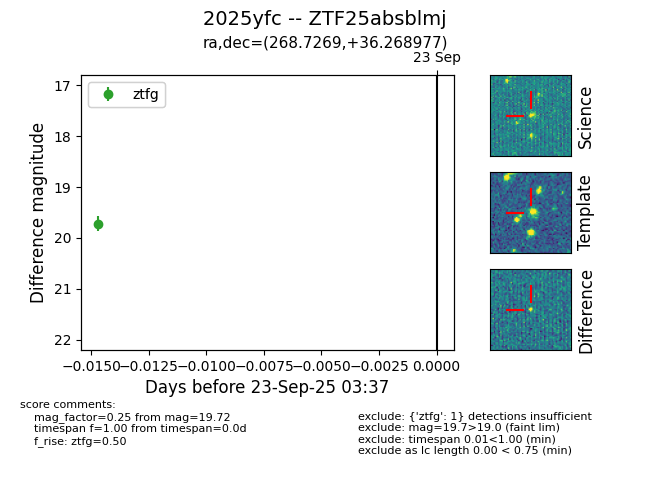 2025yfc -- ZTF25absblmj
ra,dec=(268.7269,+36.268977)
23 Sep
ztfg
17
18
19
20
21
22
Difference magnitude
−0.0150 −0.0125 −0.0100 −0.0075 −0.0050 −0.0025 0.0000
Days before 23-Sep-25 03:37
Science
Template
Difference
score comments:
mag_factor=0.25 from mag=19.72
timespan f=1.00 from timespan=0.0d
f_rise: ztfg=0.50
exclude: {'ztfg': 1} detections insufficient
exclude: mag=19.7>19.0 (faint lim)
exclude: timespan 0.01<1.00 (min)
exclude as lc length 0.00 < 0.75 (min)